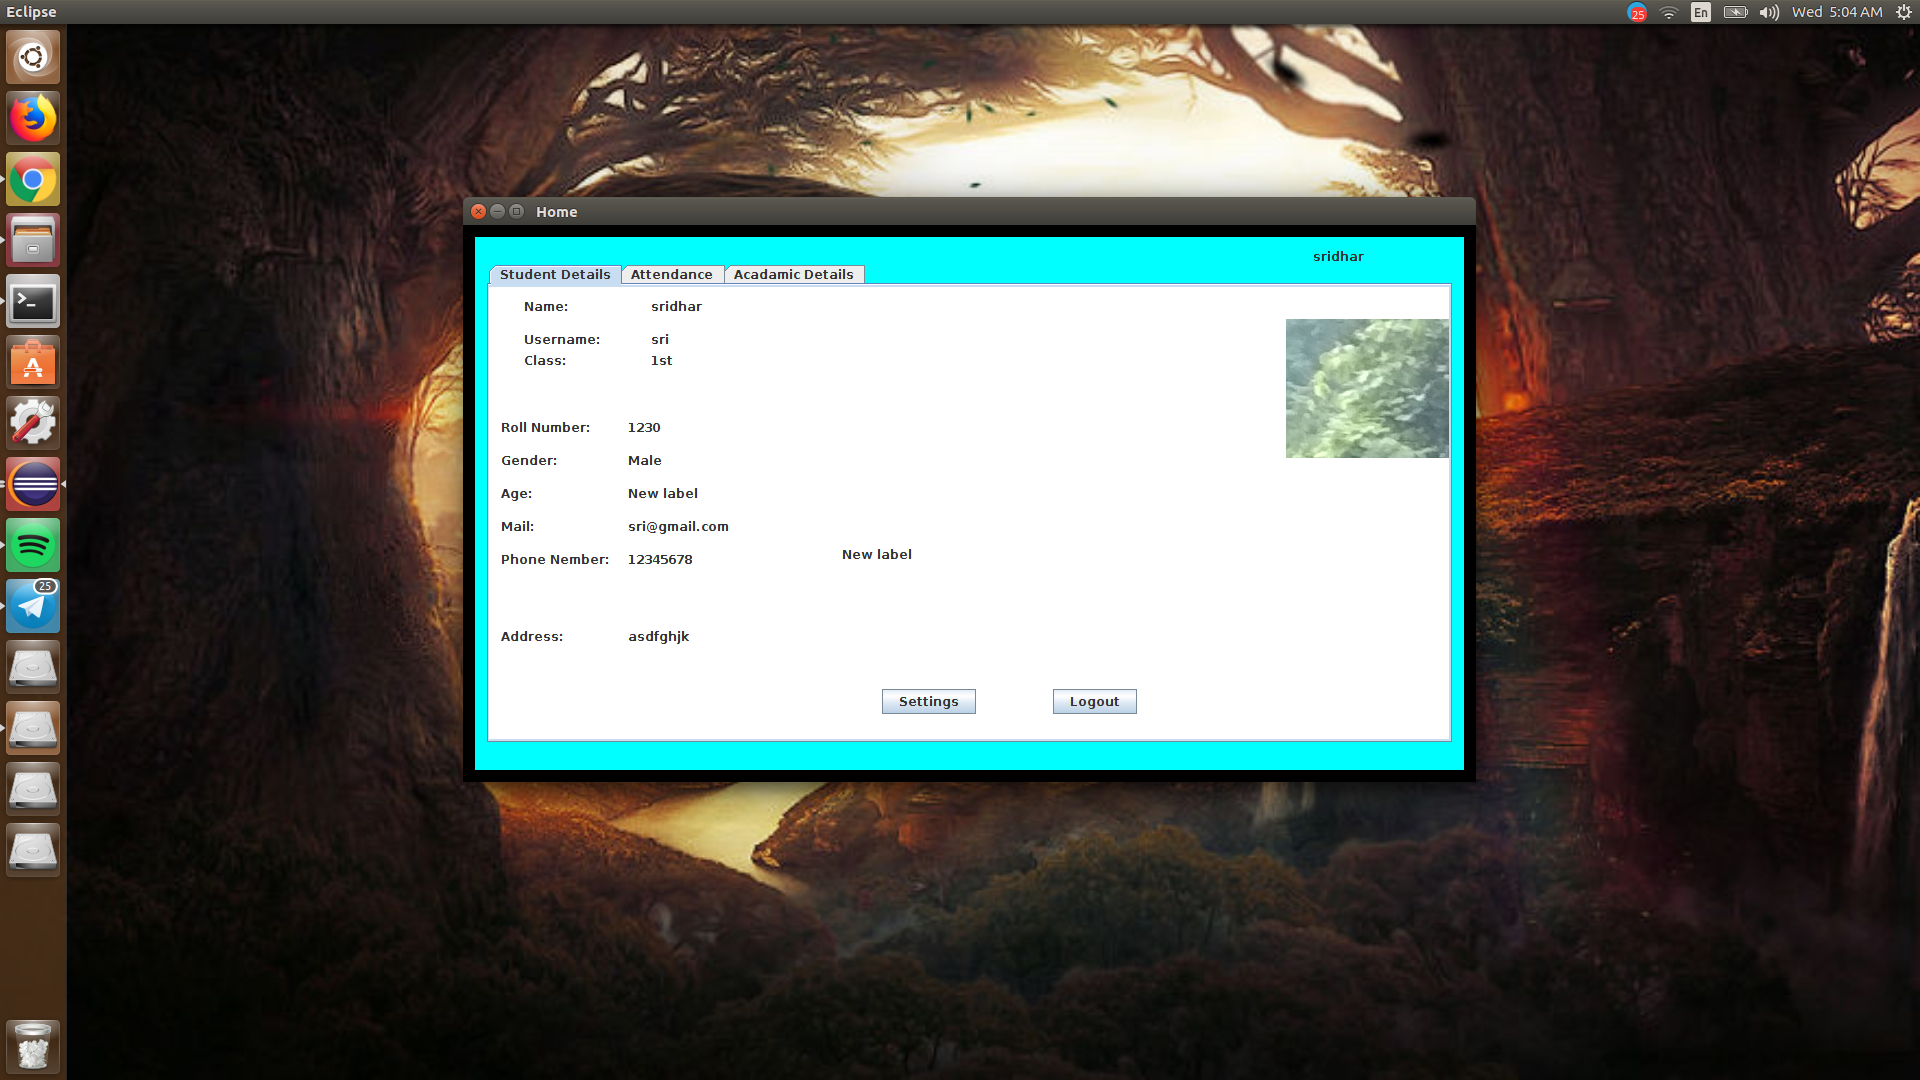 Eclipse
25
En
Wed 5:04 AM
Home
sridhar
Student Details
Attendance
Acadamic Details
Name: sridhar
Username: sri
Class: 1st
Roll Number: 1230
Gender: Male
Age: New label
Mail: sri@gmail.com
Phone Nember: 12345678
New label
Address: asdfghjk
Settings
Logout
25